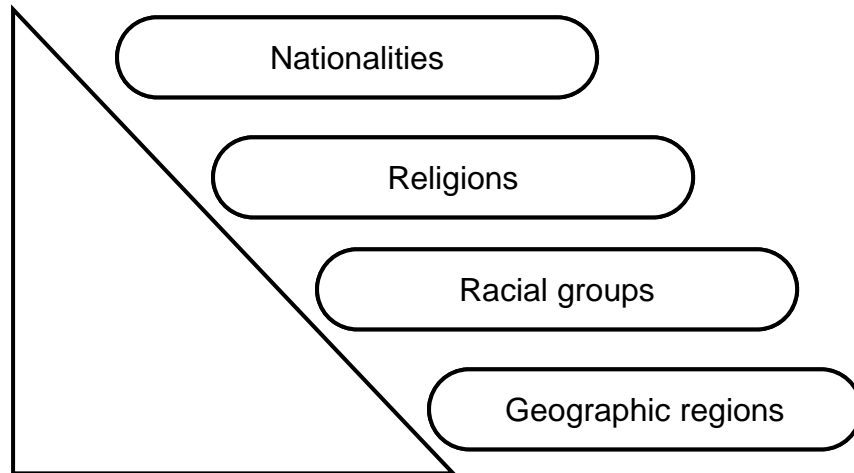 Nationalities
Religions
Racial groups
Geographic regions